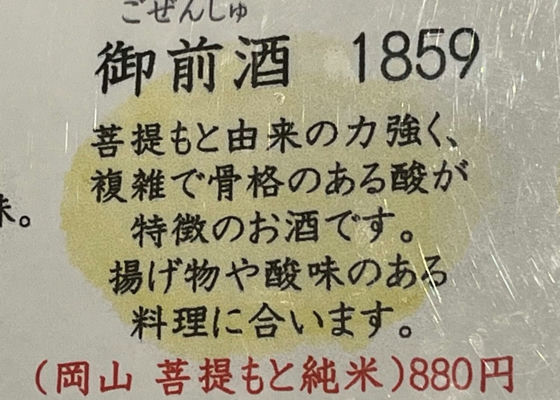 ごぜんしゅ
御前酒 1859
菩提もと由来の力強く、
複雑で骨格のある酸が
味。
特徴のお酒です。
揚げ物や酸味のある
料理に合います。
(岡山 菩提もと純米)880円